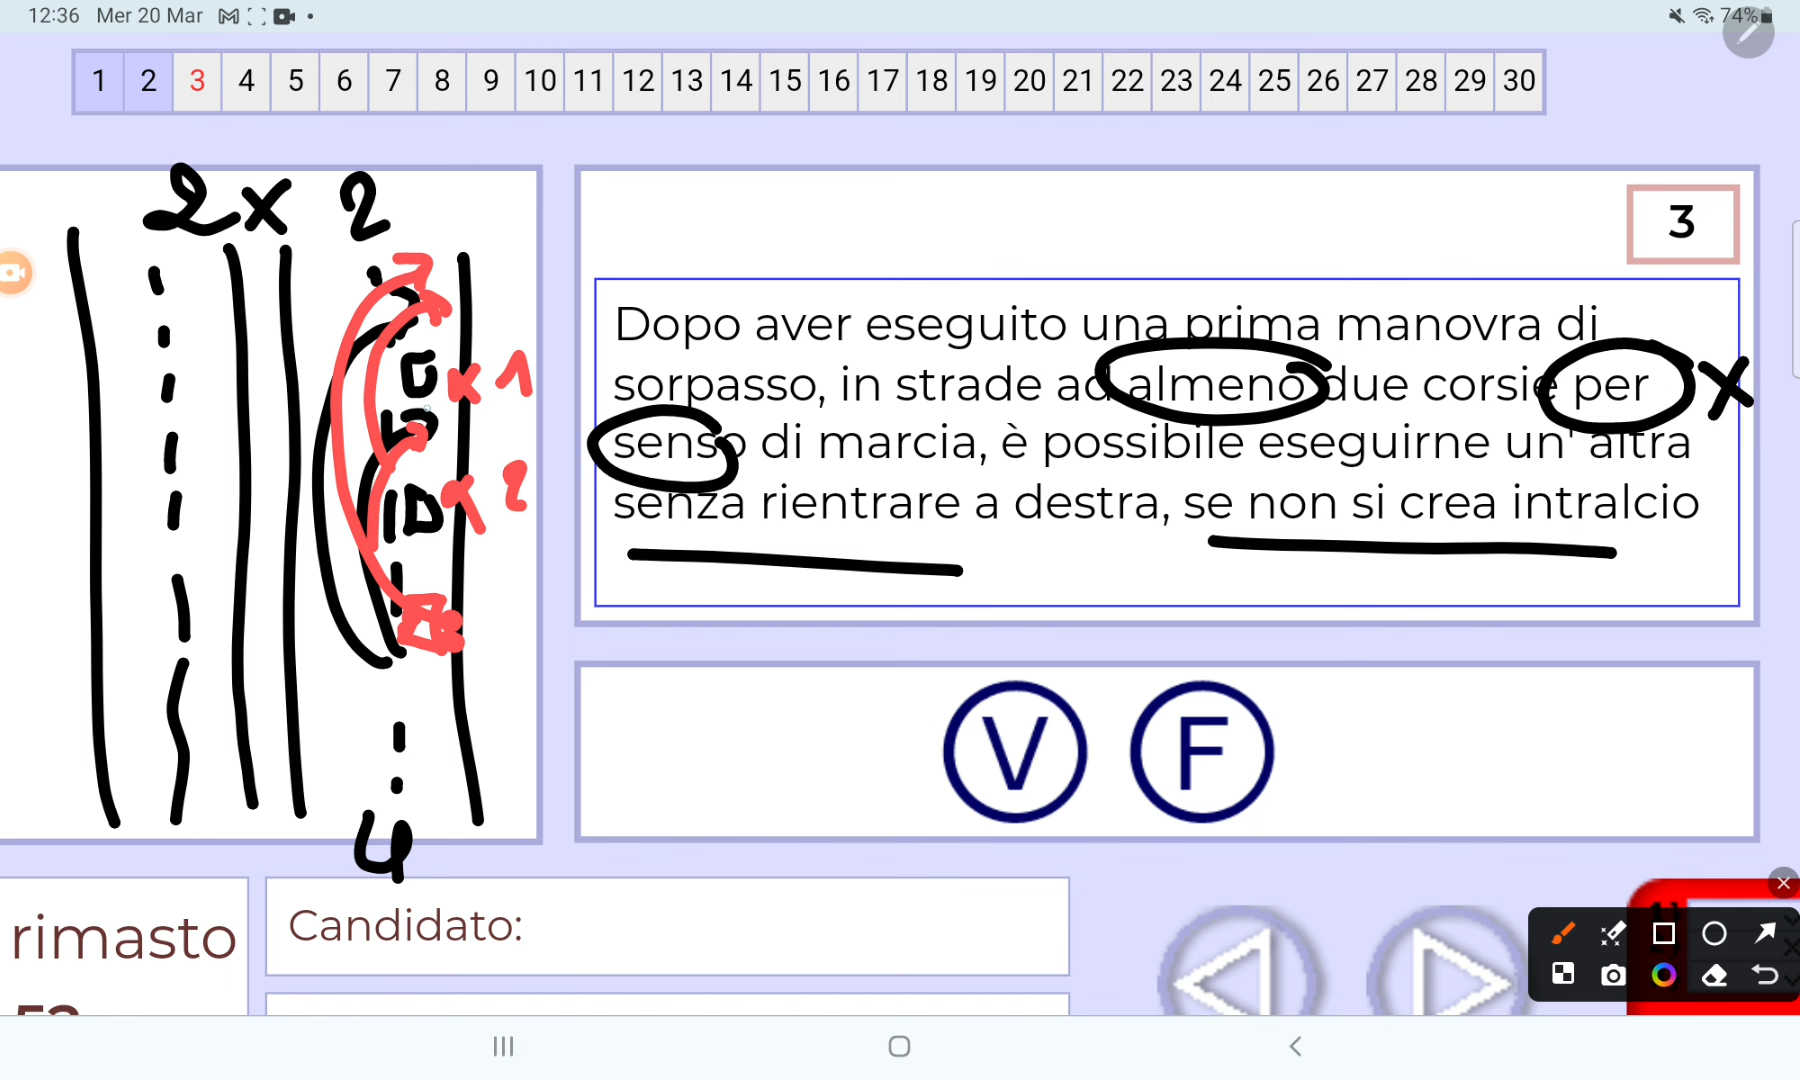 12:36 Mer 20 Mar
74%
1 2 3 4 5 6 7 8 9 10 11 12 13 14 15 16 17 18 19 20 21 22 23 24 25 26 27 28 29 30
2 x 2
x 1
x 2
4
3
Dopo aver eseguito una prima manovra di
sorpasso, in strade ad almeno due corsie per x
senso di marcia, è possibile eseguirne un' altra
senza rientrare a destra, se non si crea intralcio
V F
rimasto
Candidato: